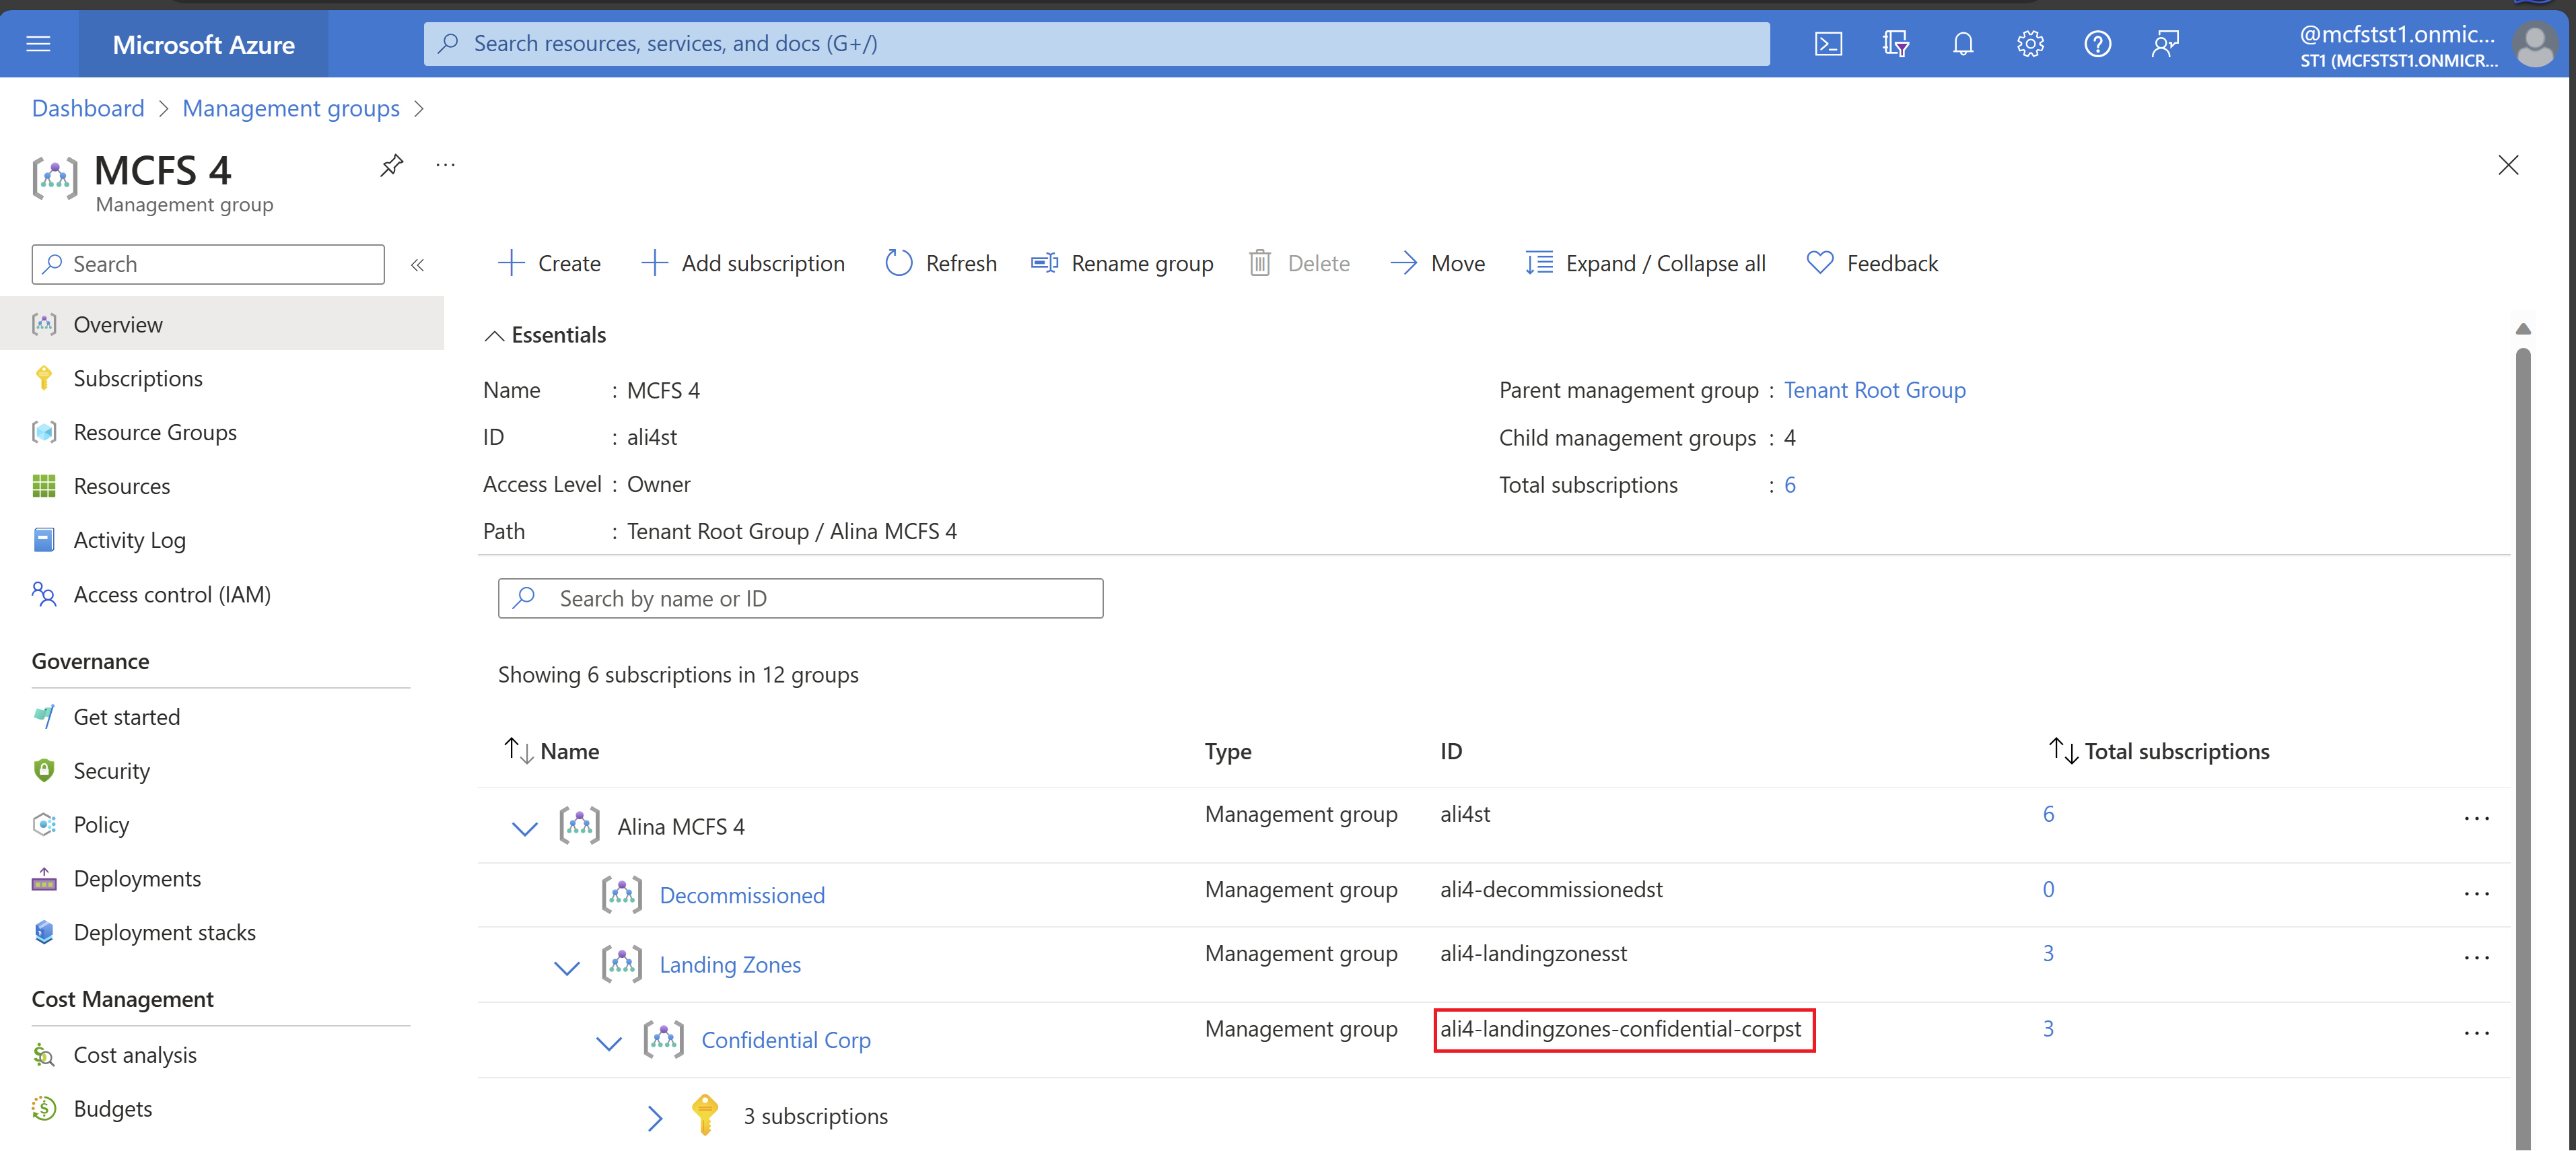 Microsoft Azure
Search resources, services, and docs (G+/)
@mcfstst1.onmic...
ST1 (MCFSTST1.ONMICR...
Dashboard > Management groups >
MCFS 4
...
Management group
Search
«
Create
Add subscription
Refresh
Rename group
Delete
Move
Expand / Collapse all
Feedback
Overview
Subscriptions
Resource Groups
Resources
Activity Log
Access control (IAM)
Governance
Get started
Security
Policy
Deployments
Deployment stacks
Cost Management
Cost analysis
Budgets
Essentials
Name : MCFS 4
ID : ali4st
Access Level : Owner
Path : Tenant Root Group / Alina MCFS 4
Parent management group : Tenant Root Group
Child management groups : 4
Total subscriptions : 6
Search by name or ID
Showing 6 subscriptions in 12 groups
Name Type ID Total subscriptions
Alina MCFS 4 Management group ali4st 6 ...
Decommissioned Management group ali4-decommissionedst 0 ...
Landing Zones Management group ali4-landingzonesst 3 ...
Confidential Corp Management group ali4-landingzones-confidential-corpst 3 ...
3 subscriptions